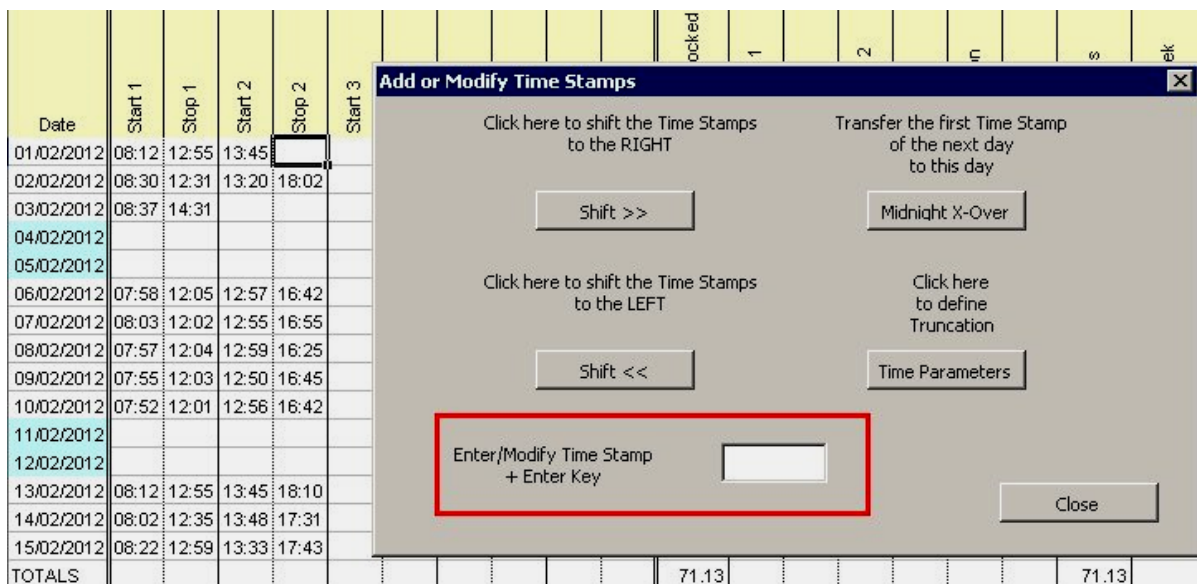 Date Start 1 Stop 1 Start 2 Stop 2 Start 3 ocked 1 2 n s ek
01/02/2012 08:12 12:55 13:45
02/02/2012 08:30 12:31 13:20 18:02
03/02/2012 08:37 14:31
04/02/2012
05/02/2012
06/02/2012 07:58 12:05 12:57 16:42
07/02/2012 08:03 12:02 12:55 16:55
08/02/2012 07:57 12:04 12:59 16:25
09/02/2012 07:55 12:03 12:50 16:45
10/02/2012 07:52 12:01 12:56 16:42
11/02/2012
12/02/2012
13/02/2012 08:12 12:55 13:45 18:10
14/02/2012 08:02 12:35 13:48 17:31
15/02/2012 08:22 12:59 13:33 17:43
TOTALS 71.13 71.13
Add or Modify Time Stamps
Click here to shift the Time Stamps
to the RIGHT
Shift >>
Transfer the first Time Stamp
of the next day
to this day
Midnight X-Over
Click here to shift the Time Stamps
to the LEFT
Shift <<
Click here
to define
Truncation
Time Parameters
Enter/Modify Time Stamp
+ Enter Key
Close